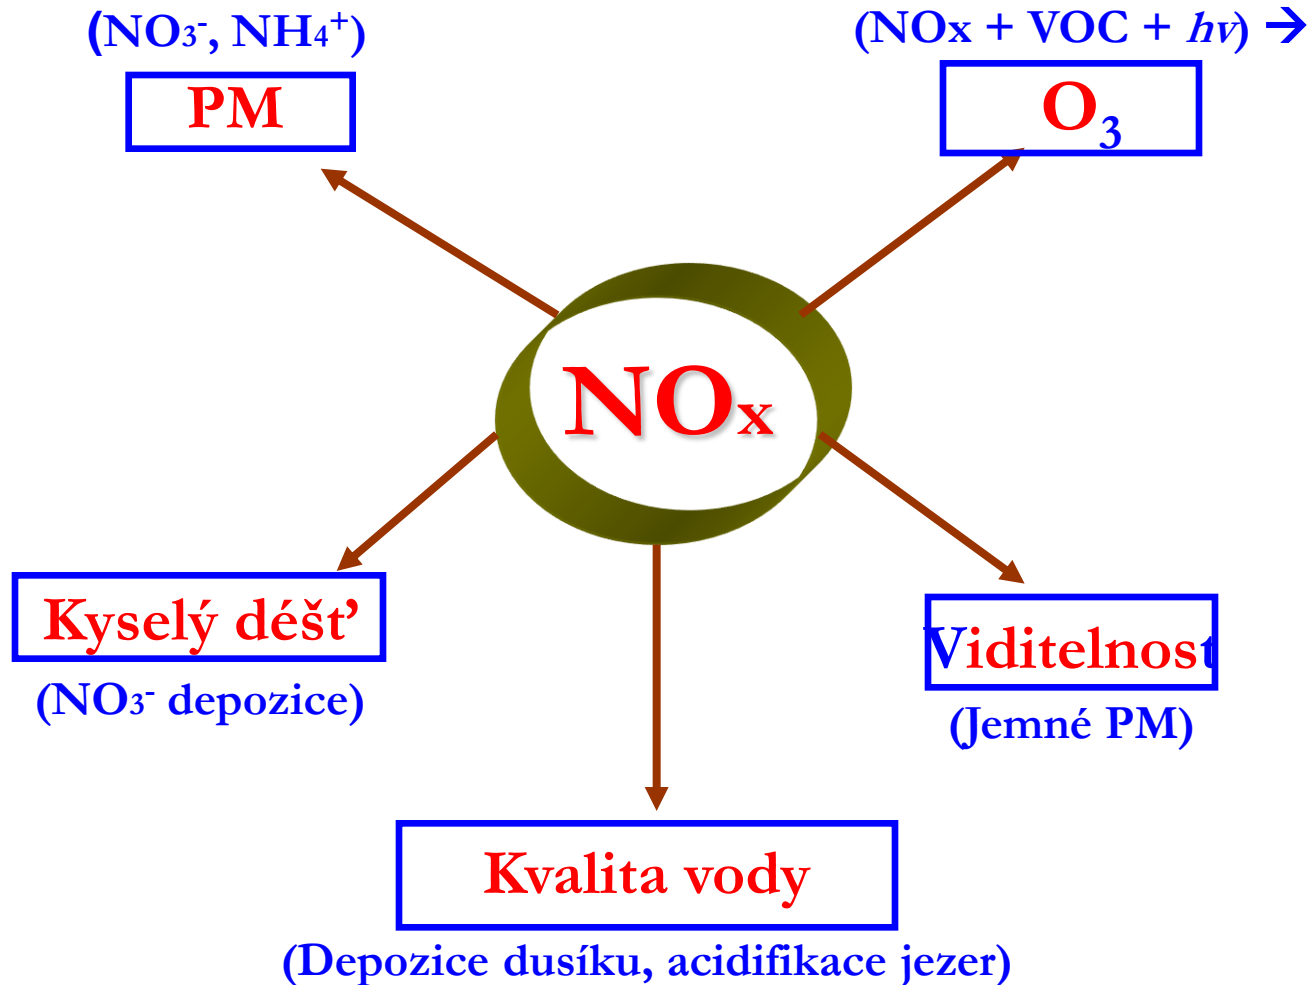 (NO₃⁻, NH₄⁺)
PM
(NOx + VOC + hν) →
O₃
NOₓ
Kyselý déšť
(NO₃⁻ depozice)
Viditelnost
(Jemné PM)
Kvalita vody
(Depozice dusíku, acidifikace jezer)